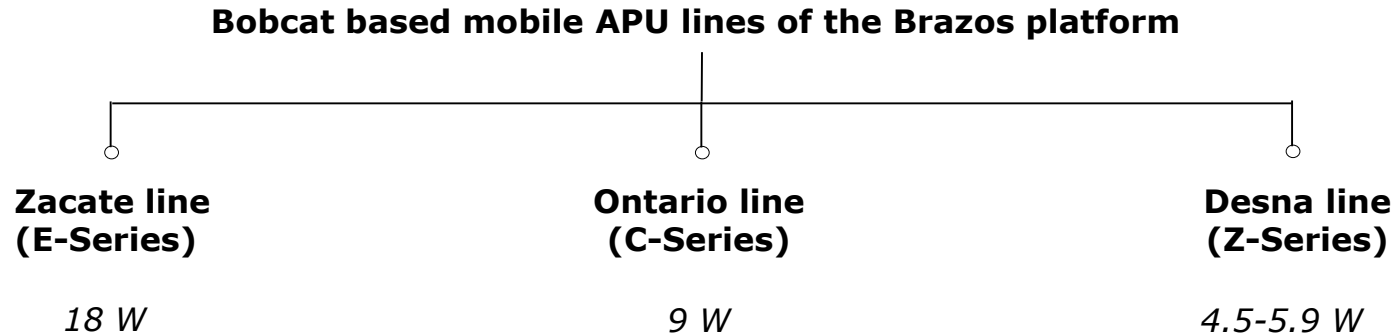 Bobcat based mobile APU lines of the Brazos platform
Zacate line
(E-Series)
18 W
Ontario line
(C-Series)
9 W
Desna line
(Z-Series)
4.5-5.9 W